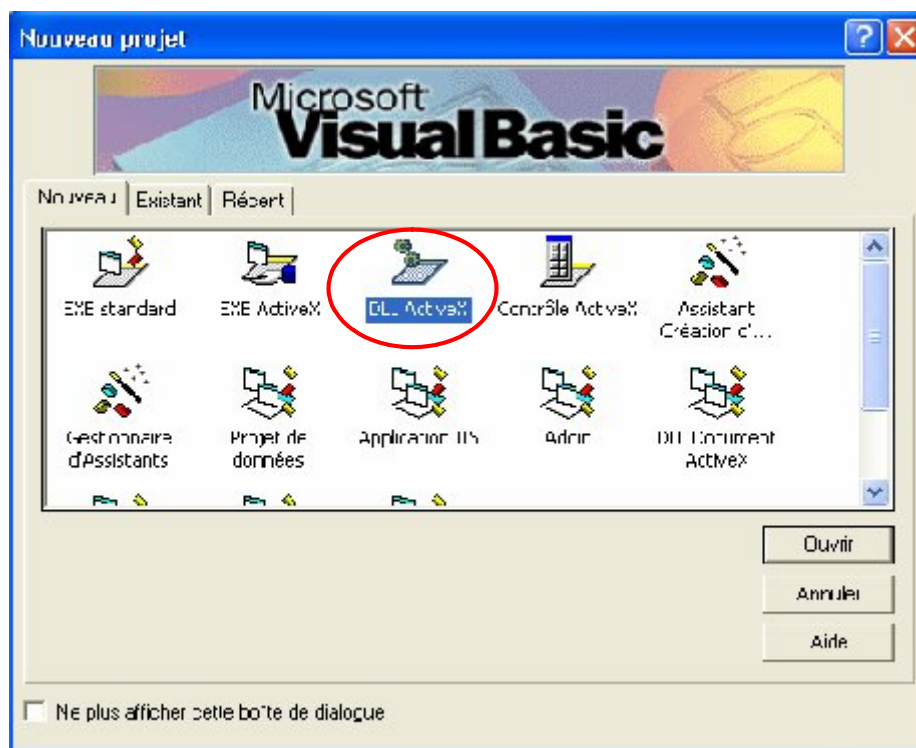 Nouveau projet
Microsoft
Visual Basic
Nouveau Existant Récent
EXE standard EXE ActiveX DLL ActiveX Contrôle ActiveX Assistant
Création d'...
Gestionnaire Projet de Application IIS Addin DLL Document
d'Assistants données ActiveX
Ouvrir
Annuler
Aide
Ne plus afficher cette boîte de dialogue